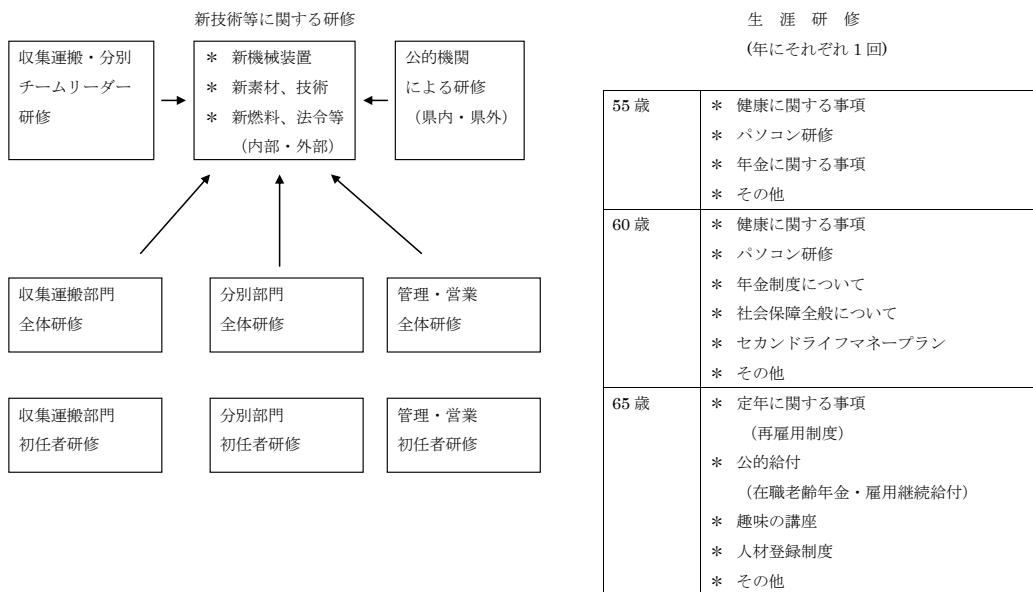 新技術等に関する研修
収集運搬・分別
チームリーダー
研修
＊ 新機械装置
＊ 新素材、技術
＊ 新燃料、法令等
（内部・外部）
公的機関
による研修
（県内・県外）
収集運搬部門
全体研修
分別部門
全体研修
管理・営業
全体研修
収集運搬部門
初任者研修
分別部門
初任者研修
管理・営業
初任者研修
生 涯 研 修
(年にそれぞれ 1 回)
55 歳
＊ 健康に関する事項
＊ パソコン研修
＊ 年金に関する事項
＊ その他
60 歳
＊ 健康に関する事項
＊ パソコン研修
＊ 年金制度について
＊ 社会保障全般について
＊ セカンドライフマネープラン
＊ その他
65 歳
＊ 定年に関する事項
（再雇用制度）
＊ 公的給付
（在職老齢年金・雇用継続給付）
＊ 趣味の講座
＊ 人材登録制度
＊ その他